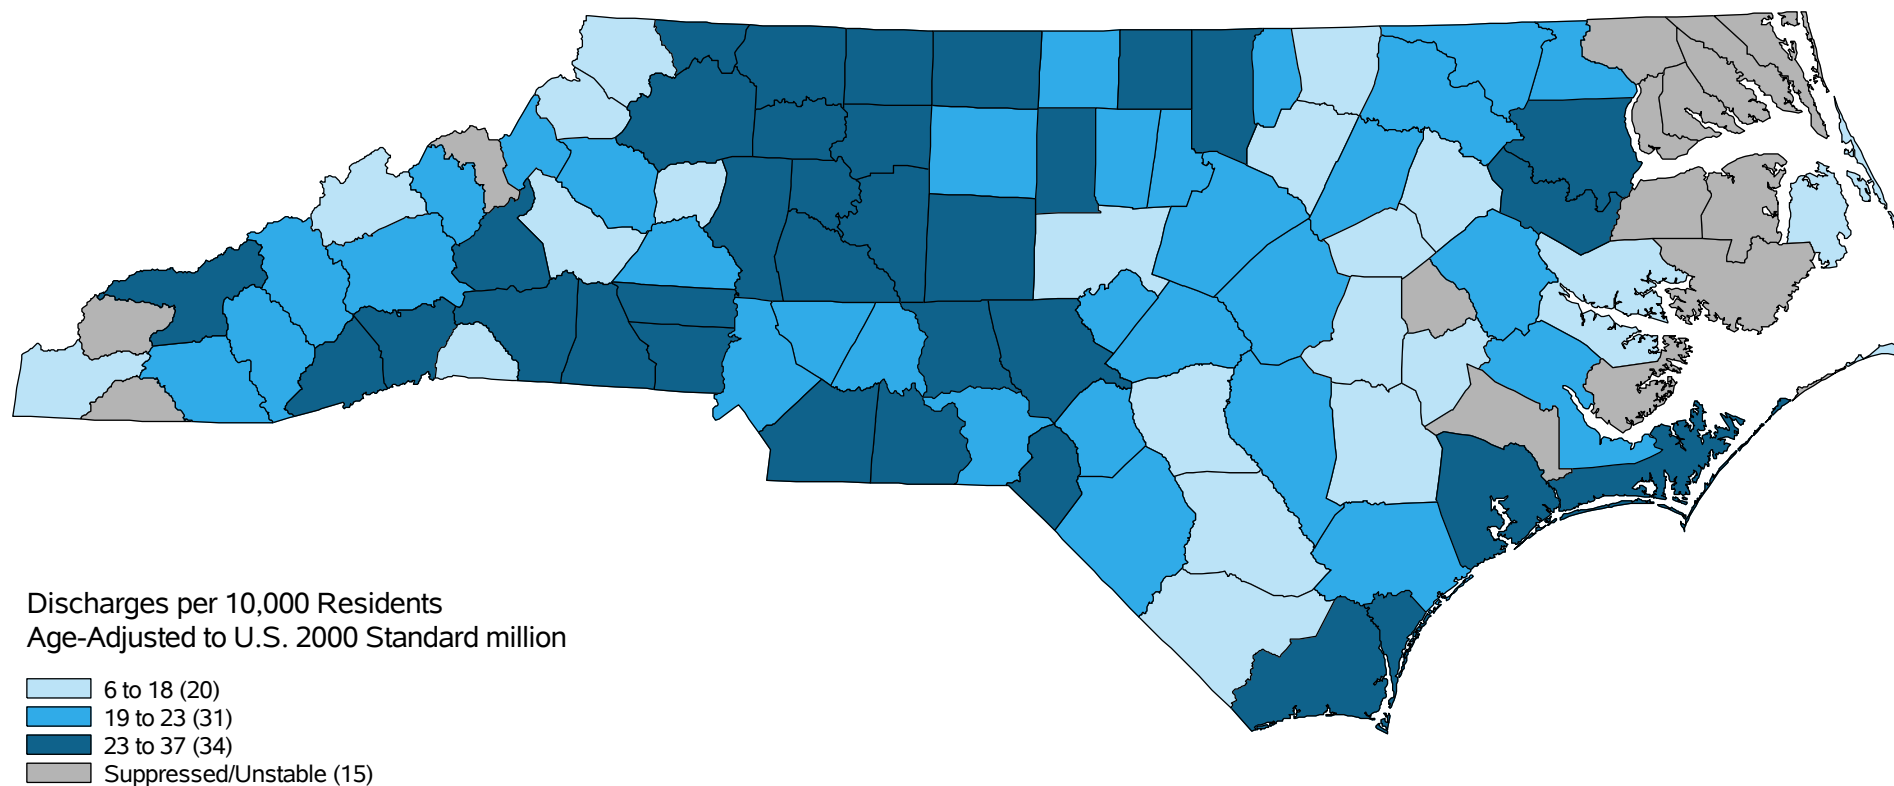 Discharges per 10,000 Residents
Age-Adjusted to U.S. 2000 Standard million
6 to 18 (20)
19 to 23 (31)
23 to 37 (34)
Suppressed/Unstable (15)